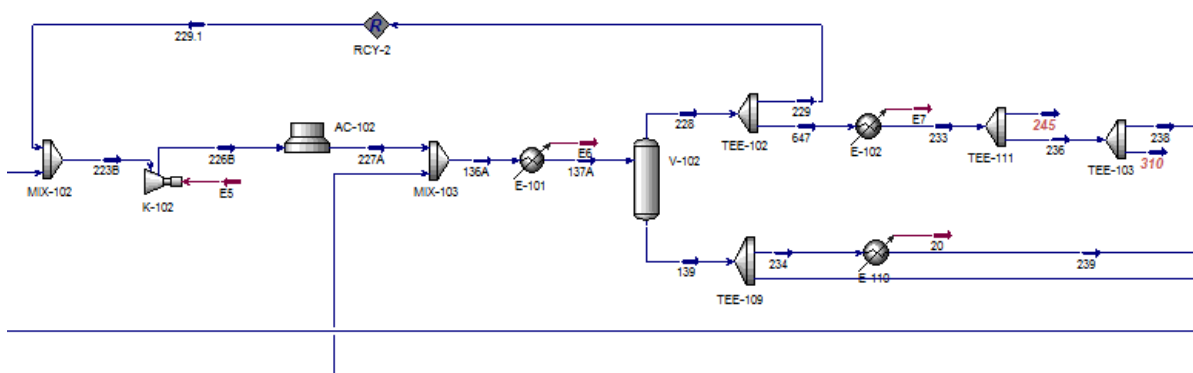 229.1
R
RCY-2
MIX-102
223B
K-102
E5
226B
AC-102
227A
MIX-103
136A
E-101
E6
137A
V-102
228
TEE-102
229
647
E-102
E7
233
TEE-111
245
236
TEE-103
238
310
139
TEE-109
234
E-110
20
239